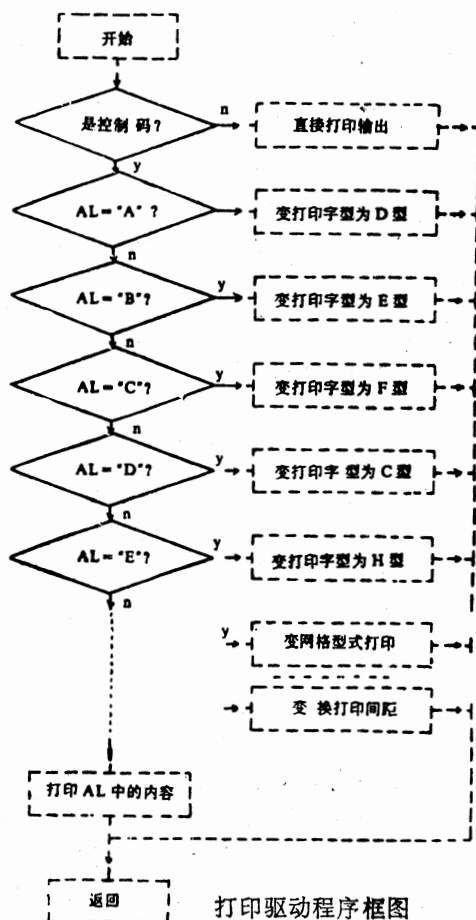 开始
是控制码?
n
直接打印输出
y
AL="A"?
变打印字型为D型
n
AL="B"?
y
变打印字型为E型
n
AL="C"?
y
变打印字型为F型
n
AL="D"?
y
变打印字型为C型
n
AL="E"?
y
变打印字型为H型
n
y
变网格型式打印
变换打印间距
打印AL中的内容
返回
打印驱动程序框图